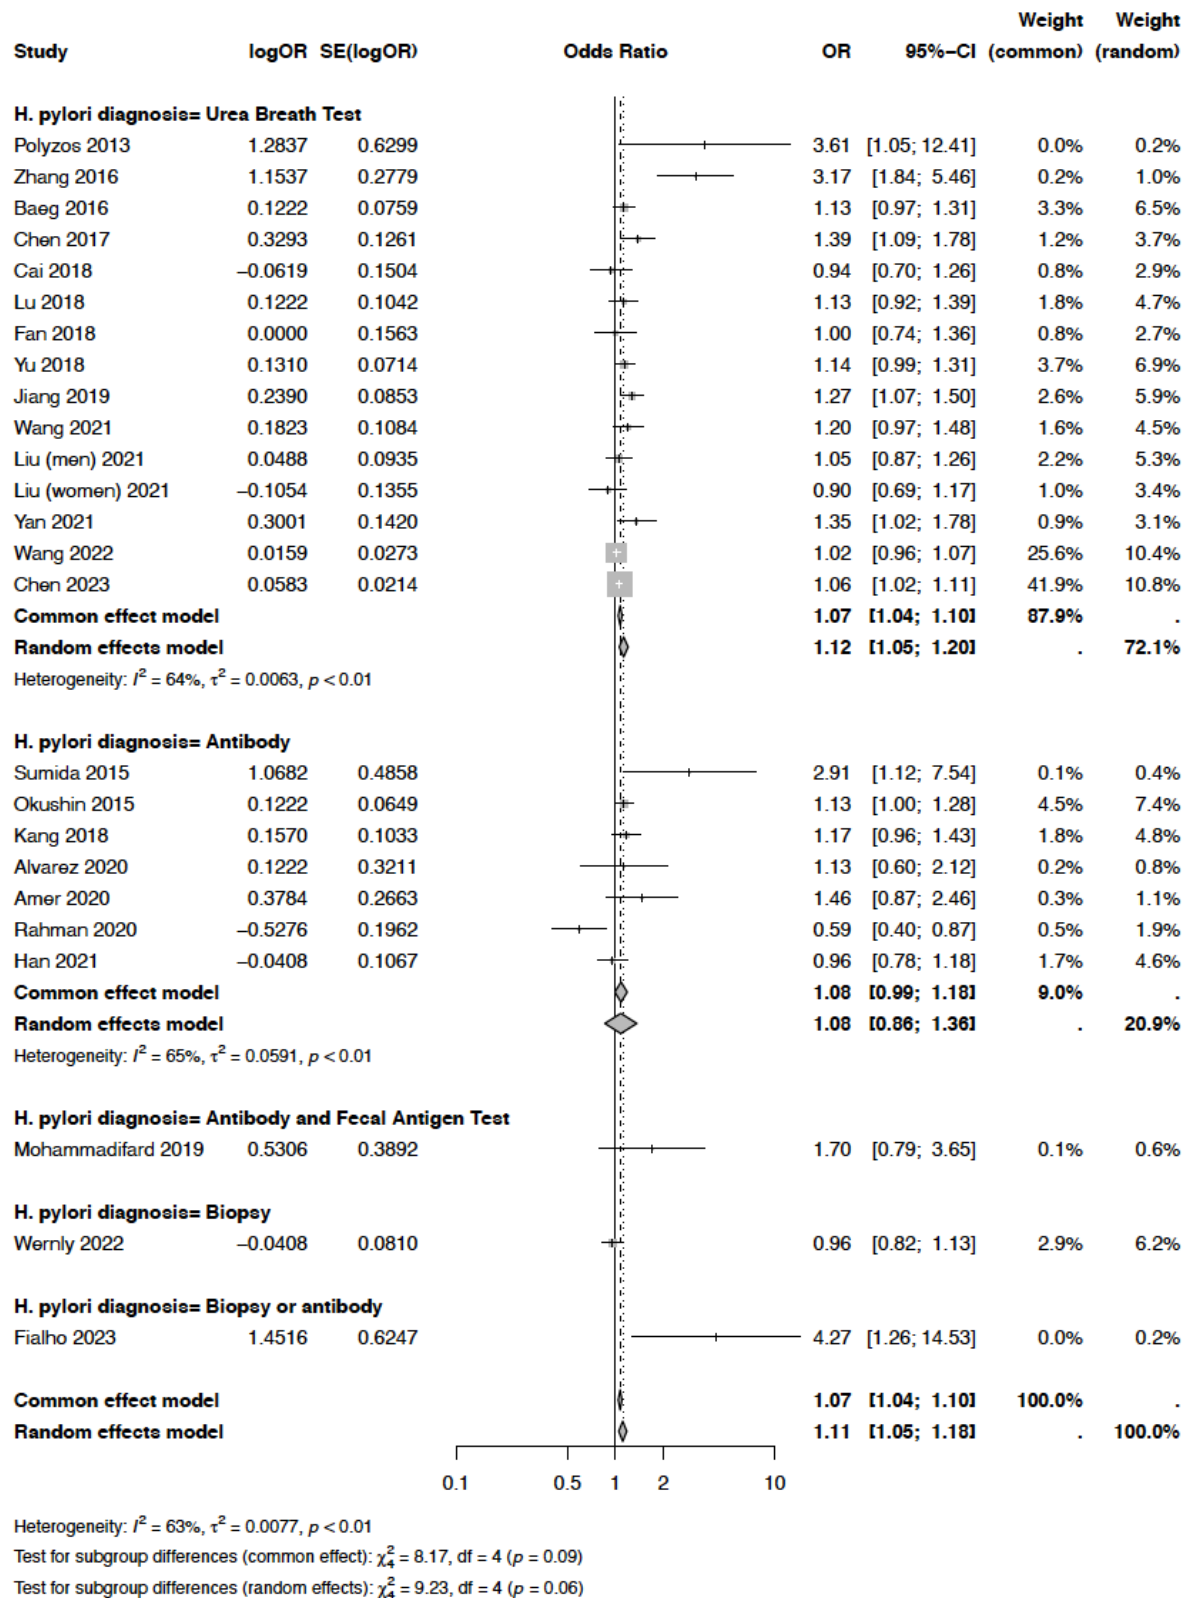 Weight Weight
Study logOR SE(logOR) Odds Ratio OR 95%−CI (common) (random)
H. pylori diagnosis= Urea Breath Test
Polyzos 2013 1.2837 0.6299 3.61 [1.05; 12.41] 0.0% 0.2%
Zhang 2016 1.1537 0.2779 3.17 [1.84; 5.46] 0.2% 1.0%
Baeg 2016 0.1222 0.0759 1.13 [0.97; 1.31] 3.3% 6.5%
Chen 2017 0.3293 0.1261 1.39 [1.09; 1.78] 1.2% 3.7%
Cai 2018 −0.0619 0.1504 0.94 [0.70; 1.26] 0.8% 2.9%
Lu 2018 0.1222 0.1042 1.13 [0.92; 1.39] 1.8% 4.7%
Fan 2018 0.0000 0.1563 1.00 [0.74; 1.36] 0.8% 2.7%
Yu 2018 0.1310 0.0714 1.14 [0.99; 1.31] 3.7% 6.9%
Jiang 2019 0.2390 0.0853 1.27 [1.07; 1.50] 2.6% 5.9%
Wang 2021 0.1823 0.1084 1.20 [0.97; 1.48] 1.6% 4.5%
Liu (men) 2021 0.0488 0.0935 1.05 [0.87; 1.26] 2.2% 5.3%
Liu (women) 2021 −0.1054 0.1355 0.90 [0.69; 1.17] 1.0% 3.4%
Yan 2021 0.3001 0.1420 1.35 [1.02; 1.78] 0.9% 3.1%
Wang 2022 0.0159 0.0273 1.02 [0.96; 1.07] 25.6% 10.4%
Chen 2023 0.0583 0.0214 1.06 [1.02; 1.11] 41.9% 10.8%
Common effect model 1.07 [1.04; 1.10] 87.9% .
Random effects model 1.12 [1.05; 1.20] . 72.1%
Heterogeneity: I² = 64%, τ² = 0.0063, p < 0.01
H. pylori diagnosis= Antibody
Sumida 2015 1.0682 0.4858 2.91 [1.12; 7.54] 0.1% 0.4%
Okushin 2015 0.1222 0.0649 1.13 [1.00; 1.28] 4.5% 7.4%
Kang 2018 0.1570 0.1033 1.17 [0.96; 1.43] 1.8% 4.8%
Alvarez 2020 0.1222 0.3211 1.13 [0.60; 2.12] 0.2% 0.8%
Amer 2020 0.3784 0.2663 1.46 [0.87; 2.46] 0.3% 1.1%
Rahman 2020 −0.5276 0.1962 0.59 [0.40; 0.87] 0.5% 1.9%
Han 2021 −0.0408 0.1067 0.96 [0.78; 1.18] 1.7% 4.6%
Common effect model 1.08 [0.99; 1.18] 9.0% .
Random effects model 1.08 [0.86; 1.36] . 20.9%
Heterogeneity: I² = 65%, τ² = 0.0591, p < 0.01
H. pylori diagnosis= Antibody and Fecal Antigen Test
Mohammadifard 2019 0.5306 0.3892 1.70 [0.79; 3.65] 0.1% 0.6%
H. pylori diagnosis= Biopsy
Wernly 2022 −0.0408 0.0810 0.96 [0.82; 1.13] 2.9% 6.2%
H. pylori diagnosis= Biopsy or antibody
Fialho 2023 1.4516 0.6247 4.27 [1.26; 14.53] 0.0% 0.2%
Common effect model 1.07 [1.04; 1.10] 100.0% .
Random effects model 1.11 [1.05; 1.18] . 100.0%
0.1 0.5 1 2 10
Heterogeneity: I² = 63%, τ² = 0.0077, p < 0.01
Test for subgroup differences (common effect): χ²₄ = 8.17, df = 4 (p = 0.09)
Test for subgroup differences (random effects): χ²₄ = 9.23, df = 4 (p = 0.06)